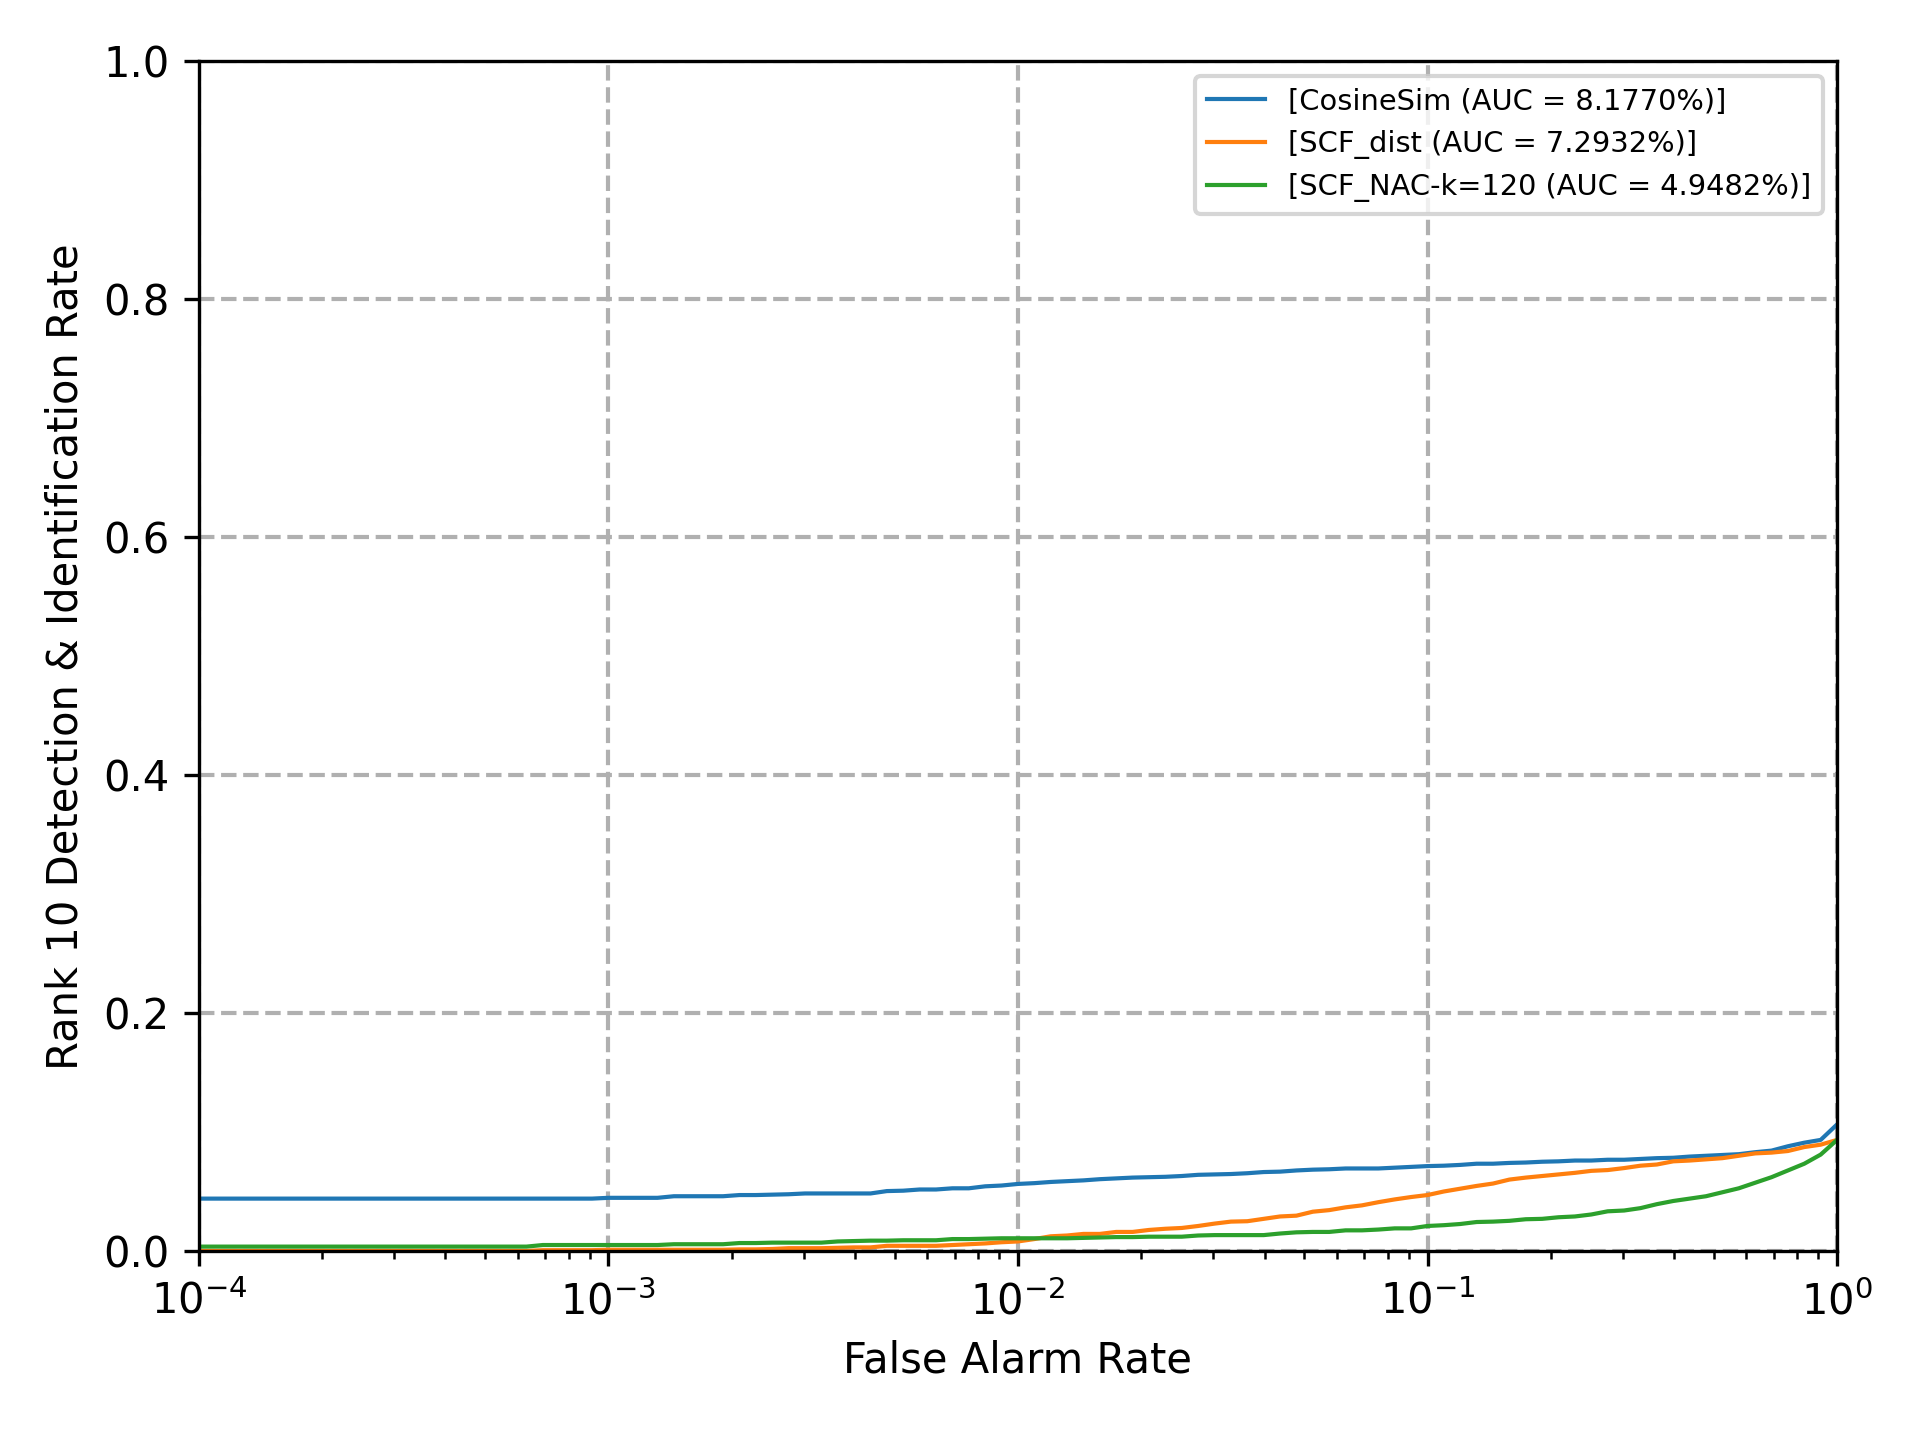 [CosineSim (AUC = 8.1770%)]
[SCF_dist (AUC = 7.2932%)]
[SCF_NAC-k=120 (AUC = 4.9482%)]
Rank 10 Detection & Identification Rate
1.0
0.8
0.6
0.4
0.2
0.0
10⁻⁴ 10⁻³ 10⁻² 10⁻¹ 10⁰
False Alarm Rate